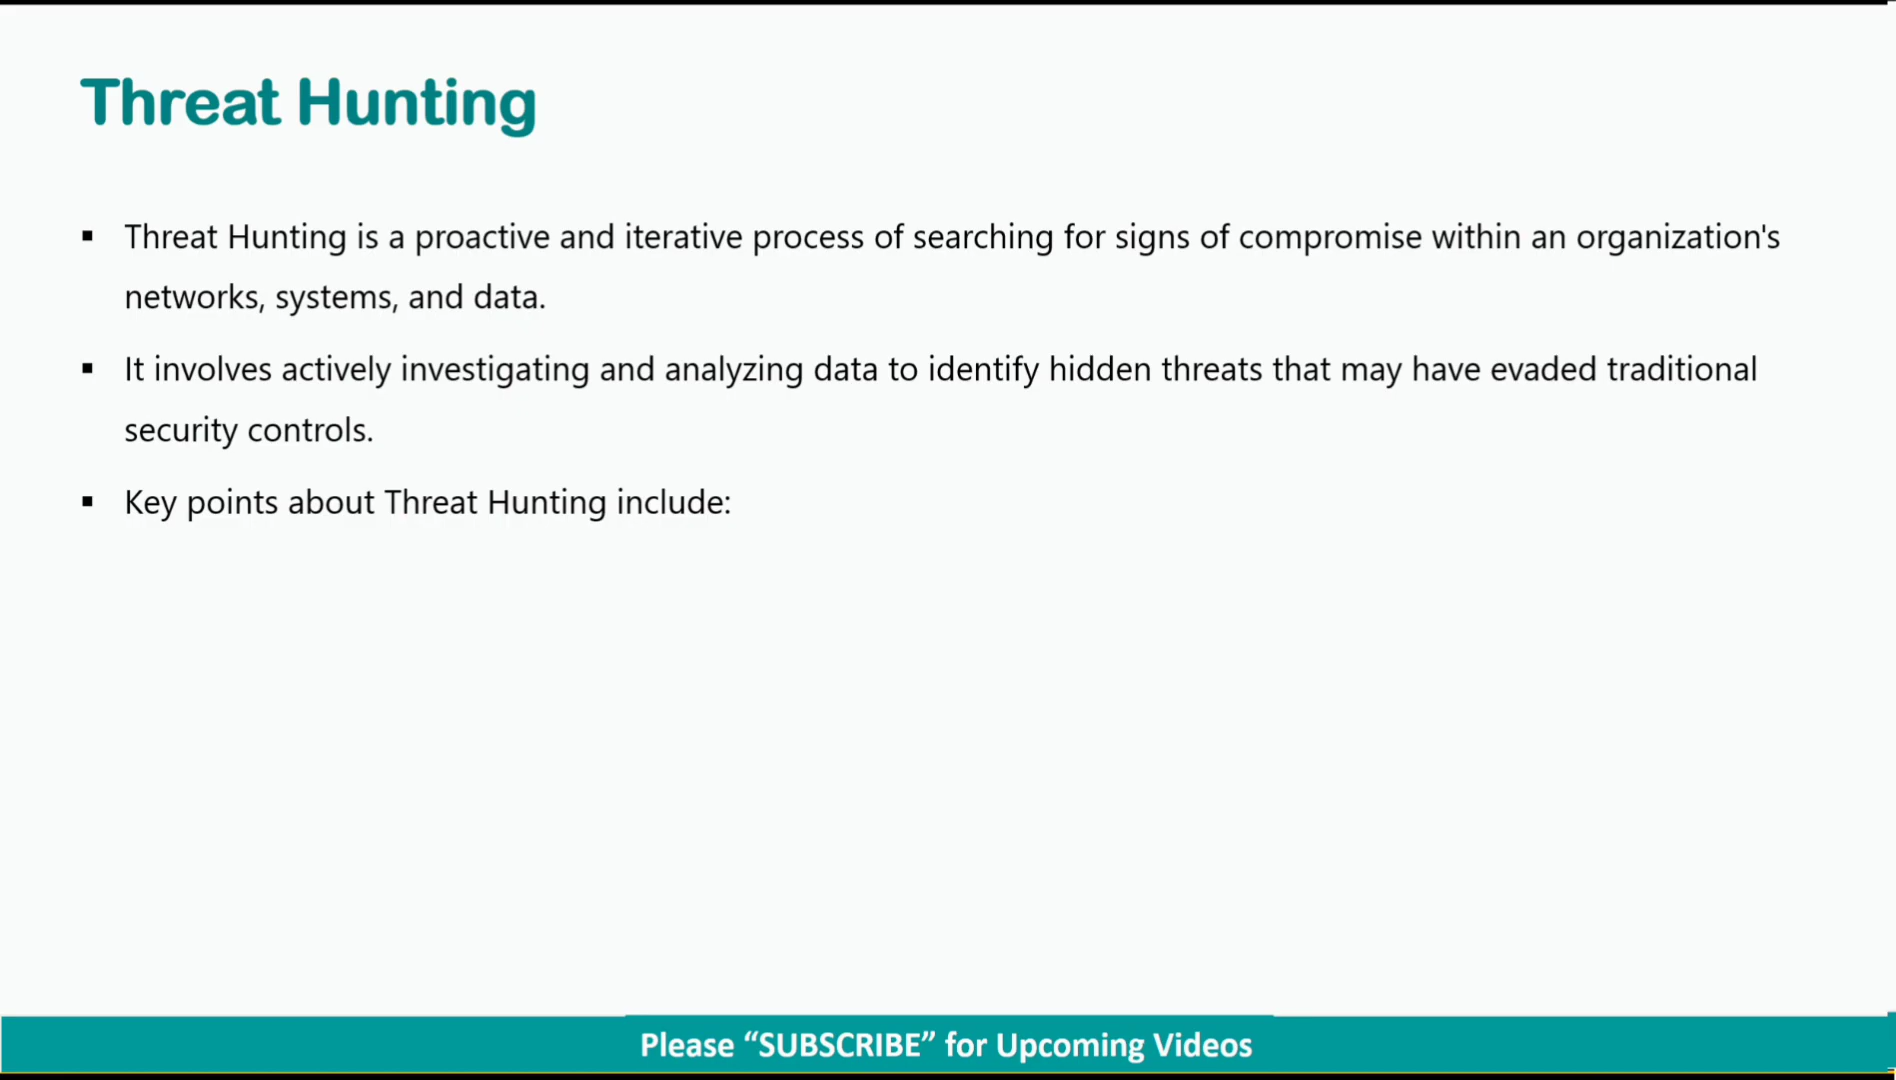 Threat Hunting
▪ Threat Hunting is a proactive and iterative process of searching for signs of compromise within an organization's
networks, systems, and data.
▪ It involves actively investigating and analyzing data to identify hidden threats that may have evaded traditional
security controls.
▪ Key points about Threat Hunting include:
Please “SUBSCRIBE” for Upcoming Videos